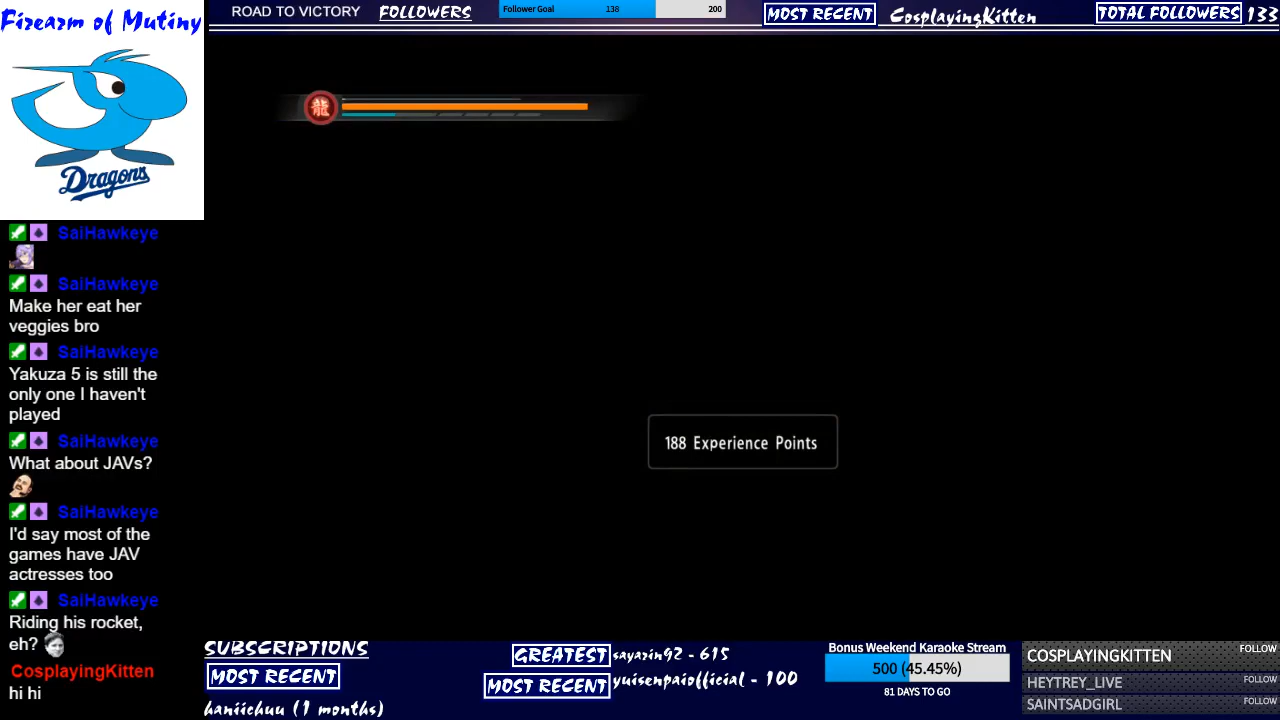 Firearm of Mutiny
Dragons
ROAD TO VICTORY
FOLLOWERS
Follower Goal 138 200
MOST RECENT CosplayingKitten
TOTAL FOLLOWERS 133
龍
188 Experience Points
SaiHawkeye
SaiHawkeye
Make her eat her
veggies bro
SaiHawkeye
Yakuza 5 is still the
only one I haven't
played
SaiHawkeye
What about JAVs?
SaiHawkeye
I'd say most of the
games have JAV
actresses too
SaiHawkeye
Riding his rocket,
eh?
CosplayingKitten
hi hi
SUBSCRIPTIONS
MOST RECENT
haniichuu (1 months)
GREATEST sayarin92 - 615
MOST RECENT yuisenpaiofficial - 100
Bonus Weekend Karaoke Stream
500 (45.45%)
81 DAYS TO GO
COSPLAYINGKITTEN FOLLOW
HEYTREY_LIVE FOLLOW
SAINTSADGIRL FOLLOW